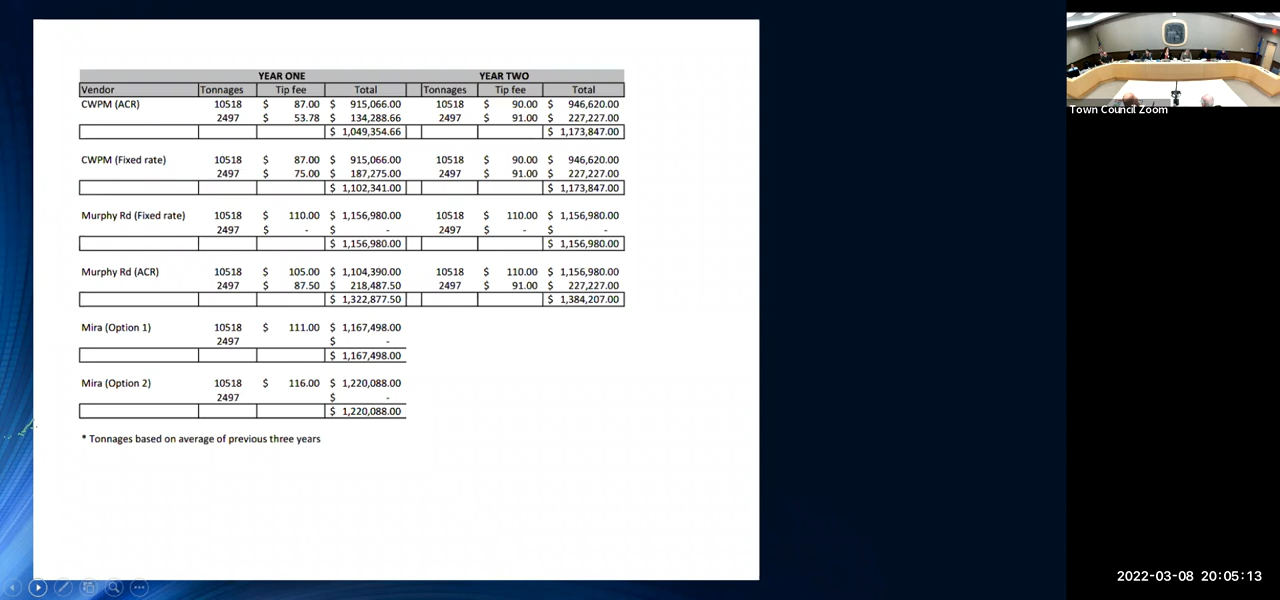 YEAR ONE YEAR TWO
Vendor Tonnages Tip fee Total Tonnages Tip fee Total
CWPM (ACR) 10518 $ 87.00 $ 915,066.00 10518 $ 90.00 $ 946,620.00
2497 $ 53.78 $ 134,288.66 2497 $ 91.00 $ 227,227.00
$ 1,049,354.66 $ 1,173,847.00
CWPM (Fixed rate) 10518 $ 87.00 $ 915,066.00 10518 $ 90.00 $ 946,620.00
2497 $ 75.00 $ 187,275.00 2497 $ 91.00 $ 227,227.00
$ 1,102,341.00 $ 1,173,847.00
Murphy Rd (Fixed rate) 10518 $ 110.00 $ 1,156,980.00 10518 $ 110.00 $ 1,156,980.00
2497 $ - $ - 2497 $ - $ -
$ 1,156,980.00 $ 1,156,980.00
Murphy Rd (ACR) 10518 $ 105.00 $ 1,104,390.00 10518 $ 110.00 $ 1,156,980.00
2497 $ 87.50 $ 218,487.50 2497 $ 91.00 $ 227,227.00
$ 1,322,877.50 $ 1,384,207.00
Mira (Option 1) 10518 $ 111.00 $ 1,167,498.00
2497 $ -
$ 1,167,498.00
Mira (Option 2) 10518 $ 116.00 $ 1,220,088.00
2497 $ -
$ 1,220,088.00
* Tonnages based on average of previous three years
Town Council Zoom
2022-03-08 20:05:13